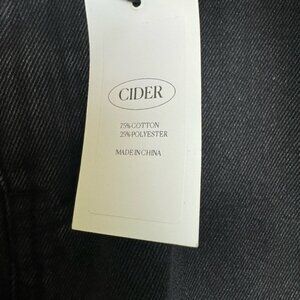 CIDER
75% COTTON
25% POLYESTER
MADE IN CHINA